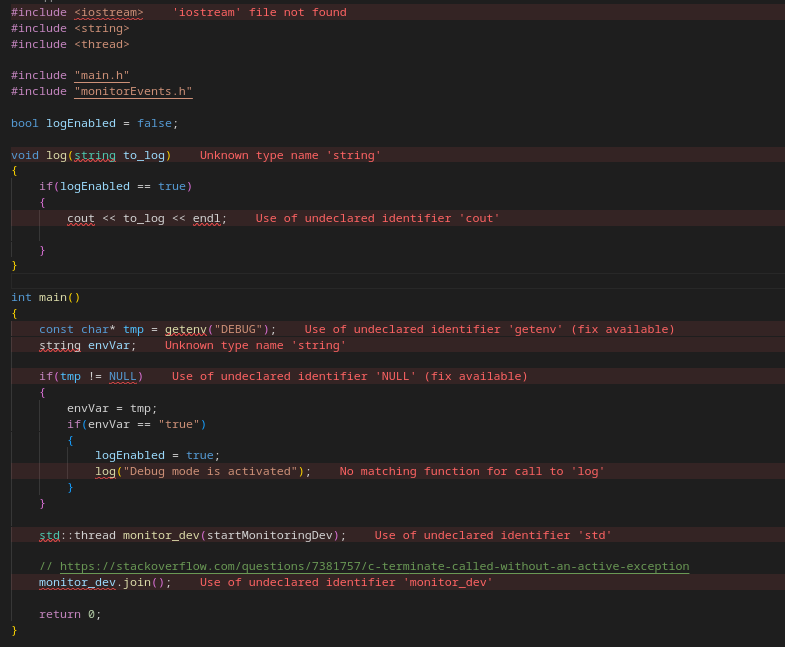 #include <iostream> 'iostream' file not found
#include <string>
#include <thread>
#include "main.h"
#include "monitorEvents.h"
bool logEnabled = false;
void log(string to_log) Unknown type name 'string'
{
if(logEnabled == true)
{
cout << to_log << endl; Use of undeclared identifier 'cout'
}
}
int main()
{
const char* tmp = getenv("DEBUG"); Use of undeclared identifier 'getenv' (fix available)
string envVar; Unknown type name 'string'
if(tmp != NULL) Use of undeclared identifier 'NULL' (fix available)
{
envVar = tmp;
if(envVar == "true")
{
logEnabled = true;
log("Debug mode is activated"); No matching function for call to 'log'
}
}
std::thread monitor_dev(startMonitoringDev); Use of undeclared identifier 'std'
// https://stackoverflow.com/questions/7381757/c-terminate-called-without-an-active-exception
monitor_dev.join(); Use of undeclared identifier 'monitor_dev'
return 0;
}